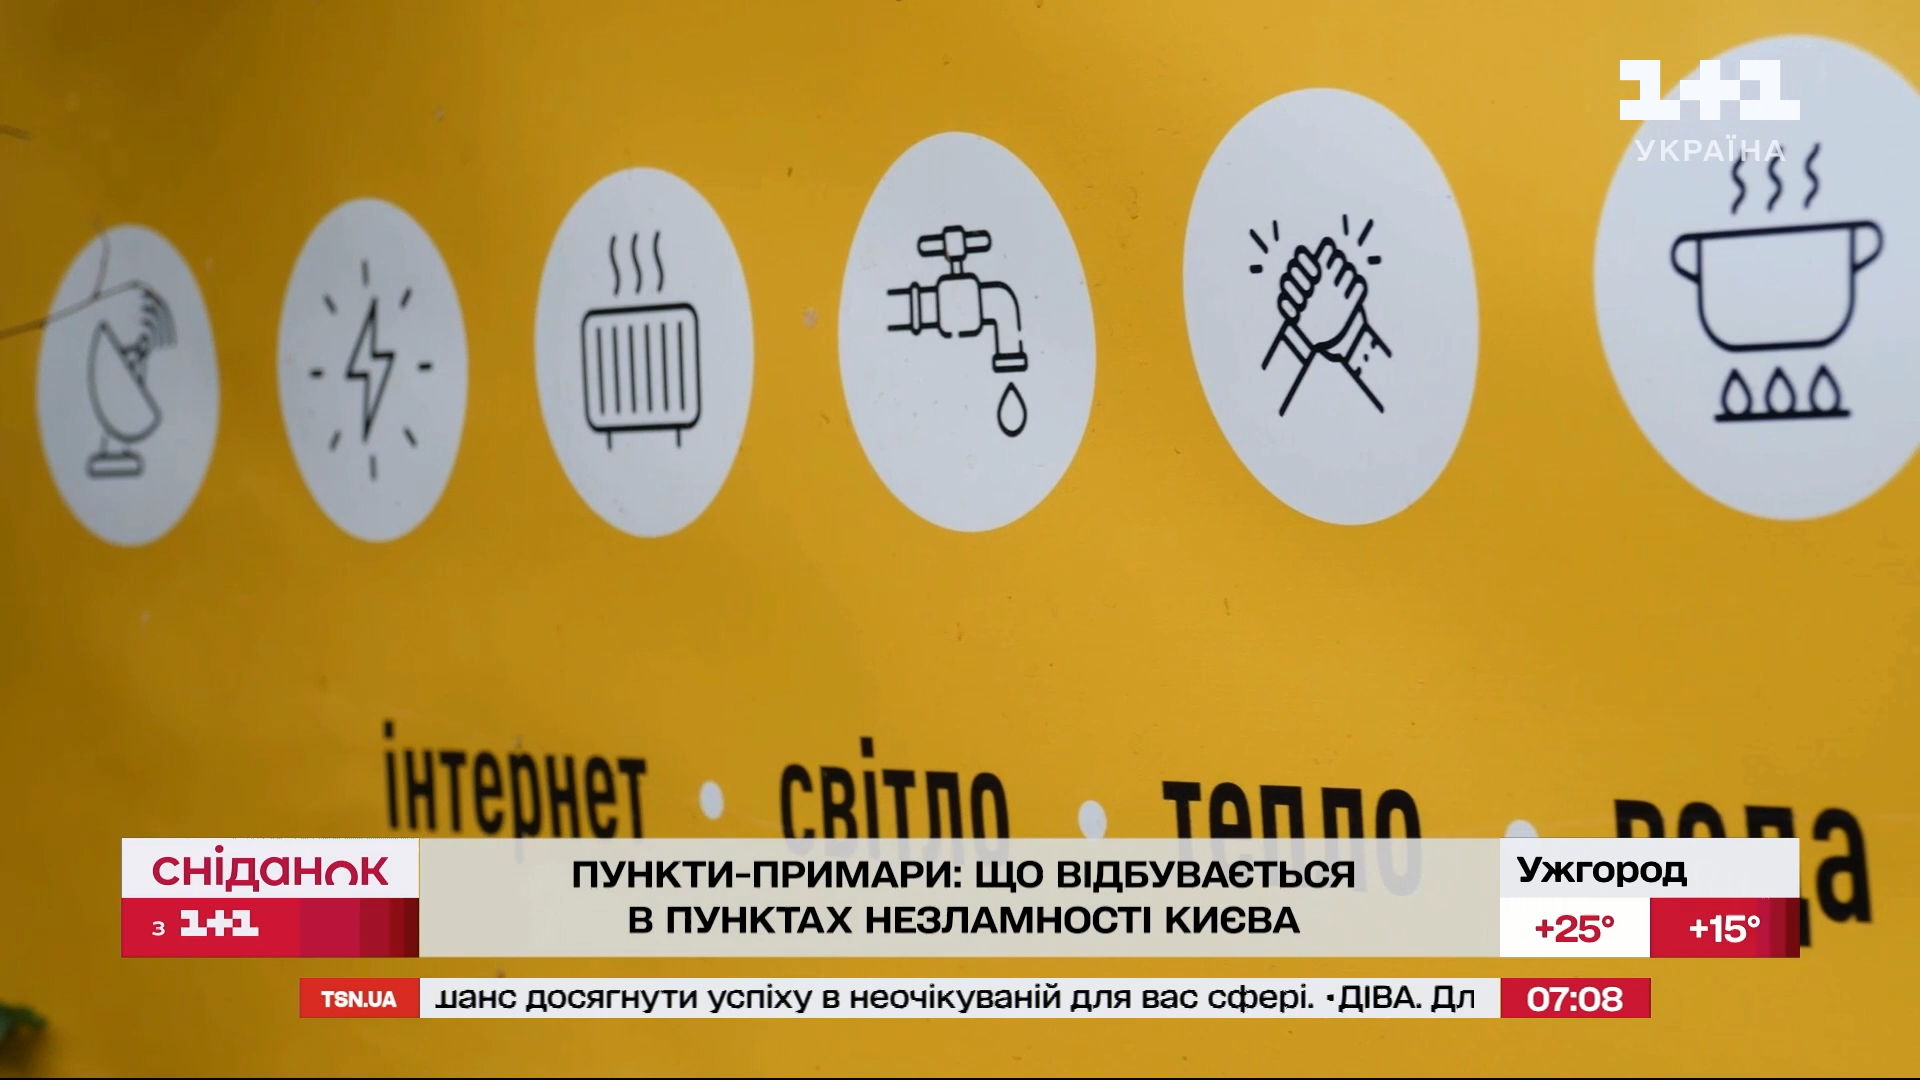 1+1
УКРАЇНА
інтернет • світло • тепло • вода
сніданок
з 1+1
ПУНКТИ-ПРИМАРИ: ЩО ВІДБУВАЄТЬСЯ
В ПУНКТАХ НЕЗЛАМНОСТІ КИЄВА
Ужгород
+25° +15°
TSN.UA
шанс досягнути успіху в неочікуваній для вас сфері. •ДІВА. Дл
07:08